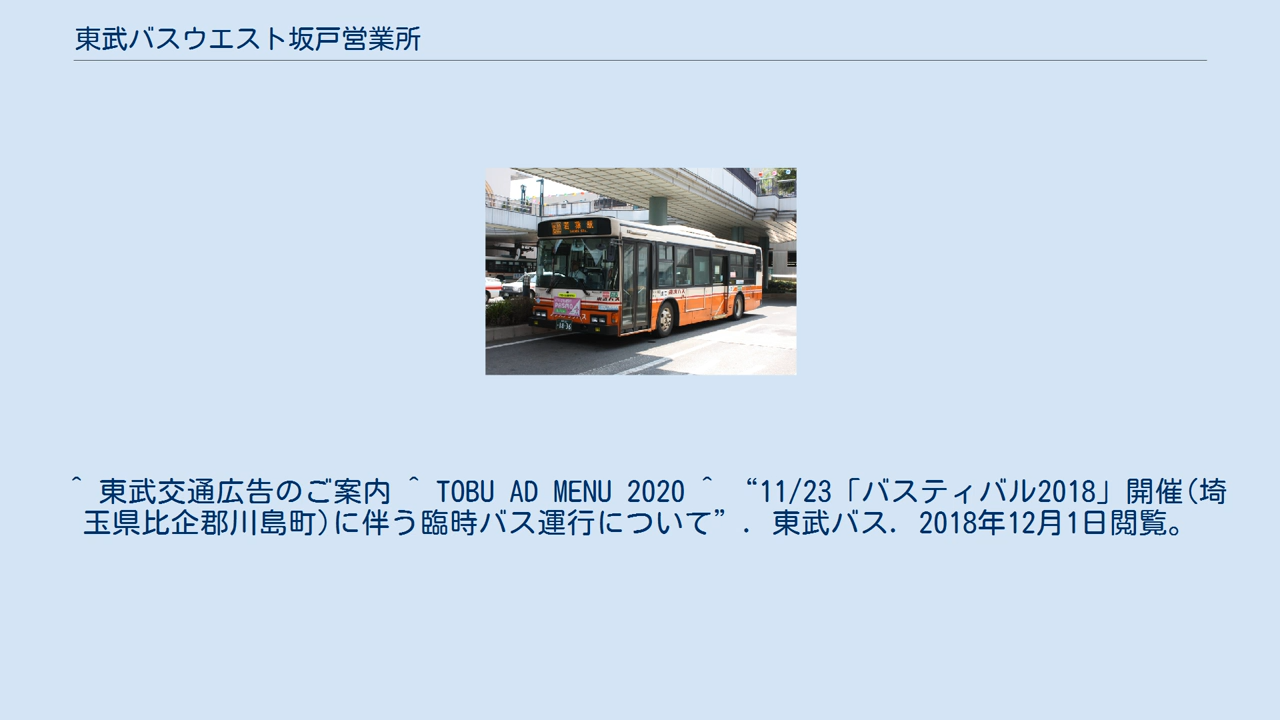 東武バスウエスト坂戸営業所
^ 東武交通広告のご案内 ^ TOBU AD MENU 2020 ^ “11/23「バスティバル2018」開催(埼
玉県比企郡川島町)に伴う臨時バス運行について”. 東武バス. 2018年12月1日閲覧。